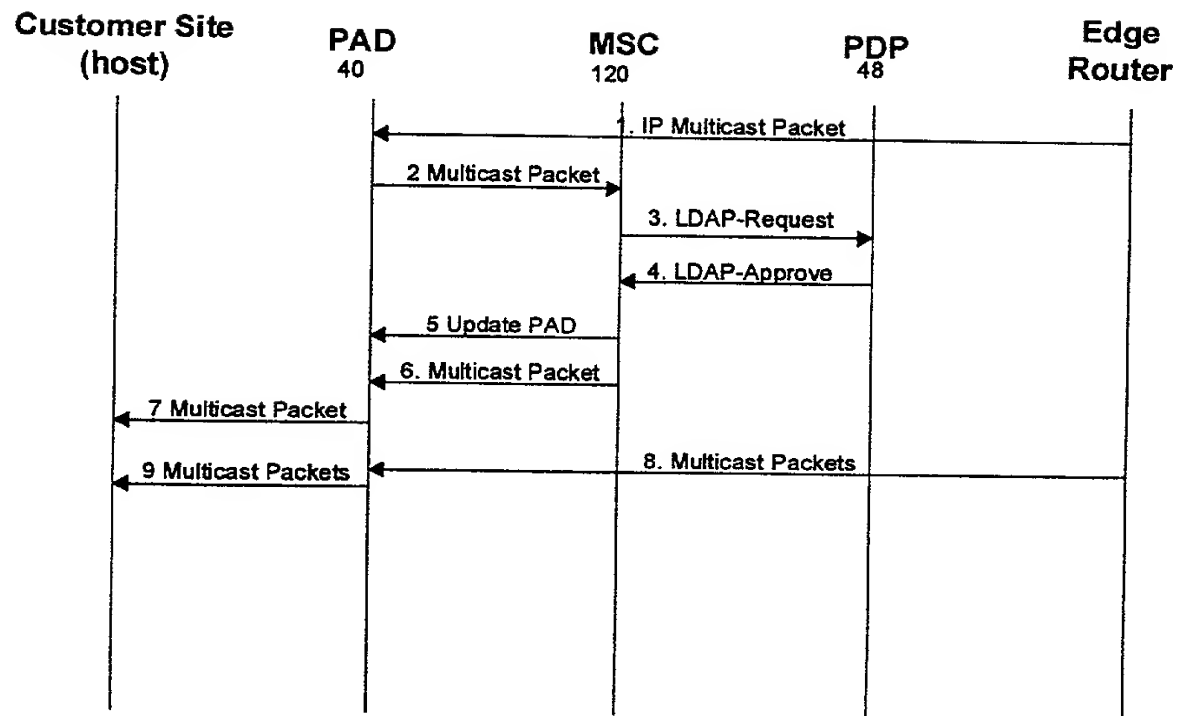 Customer Site
(host)
PAD
40
MSC
120
PDP
48
Edge
Router
1. IP Multicast Packet
2 Multicast Packet
3. LDAP-Request
4. LDAP-Approve
5 Update PAD
6. Multicast Packet
7 Multicast Packet
8. Multicast Packets
9 Multicast Packets